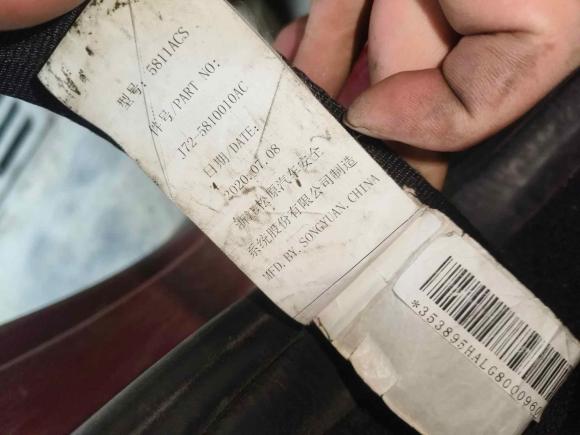 型号: 5811ACS
件号/PART NO:
J72-5810010AC
日期/DATE:
2020.07.08
浙江松原汽车安全
系统股份有限公司制造
MFD. BY. SONGYUAN, CHINA
*353895HALG8000960